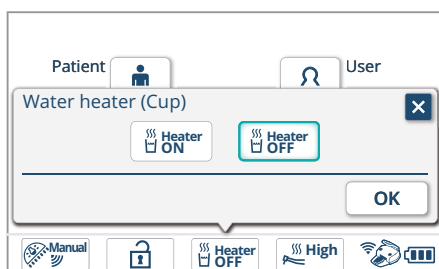 Patient
User
Water heater (Cup)
Heater
ON
Heater
OFF
OK
Manual
Heater
OFF
High